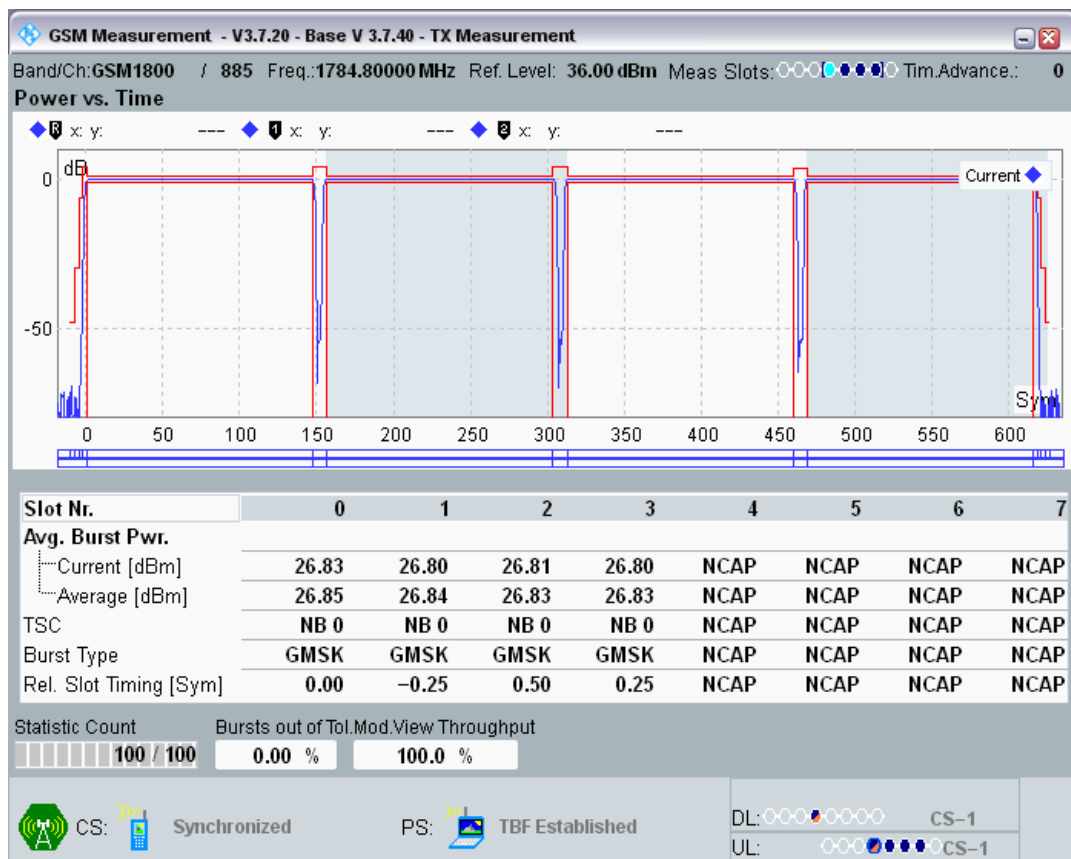 GSM Measurement - V3.7.20 - Base V 3.7.40 - TX Measurement
Band/Ch:GSM1800 / 885 Freq.:1784.80000 MHz Ref. Level: 36.00 dBm Meas Slots: Tim.Advance.: 0
Power vs. Time
R x: y: --- 1 x: y: --- 2 x: y: ---
dB
0
Current
-50
Sym
0 50 100 150 200 250 300 350 400 450 500 550 600
Slot Nr. 0 1 2 3 4 5 6 7
Avg. Burst Pwr.
Current [dBm] 26.83 26.80 26.81 26.80 NCAP NCAP NCAP NCAP
Average [dBm] 26.85 26.84 26.83 26.83 NCAP NCAP NCAP NCAP
TSC NB 0 NB 0 NB 0 NB 0 NCAP NCAP NCAP NCAP
Burst Type GMSK GMSK GMSK GMSK NCAP NCAP NCAP NCAP
Rel. Slot Timing [Sym] 0.00 −0.25 0.50 0.25 NCAP NCAP NCAP NCAP
Statistic Count Bursts out of Tol.Mod.View Throughput
100 / 100 0.00 % 100.0 %
CS: Synchronized PS: TBF Established
DL: CS−1
UL: CS−1